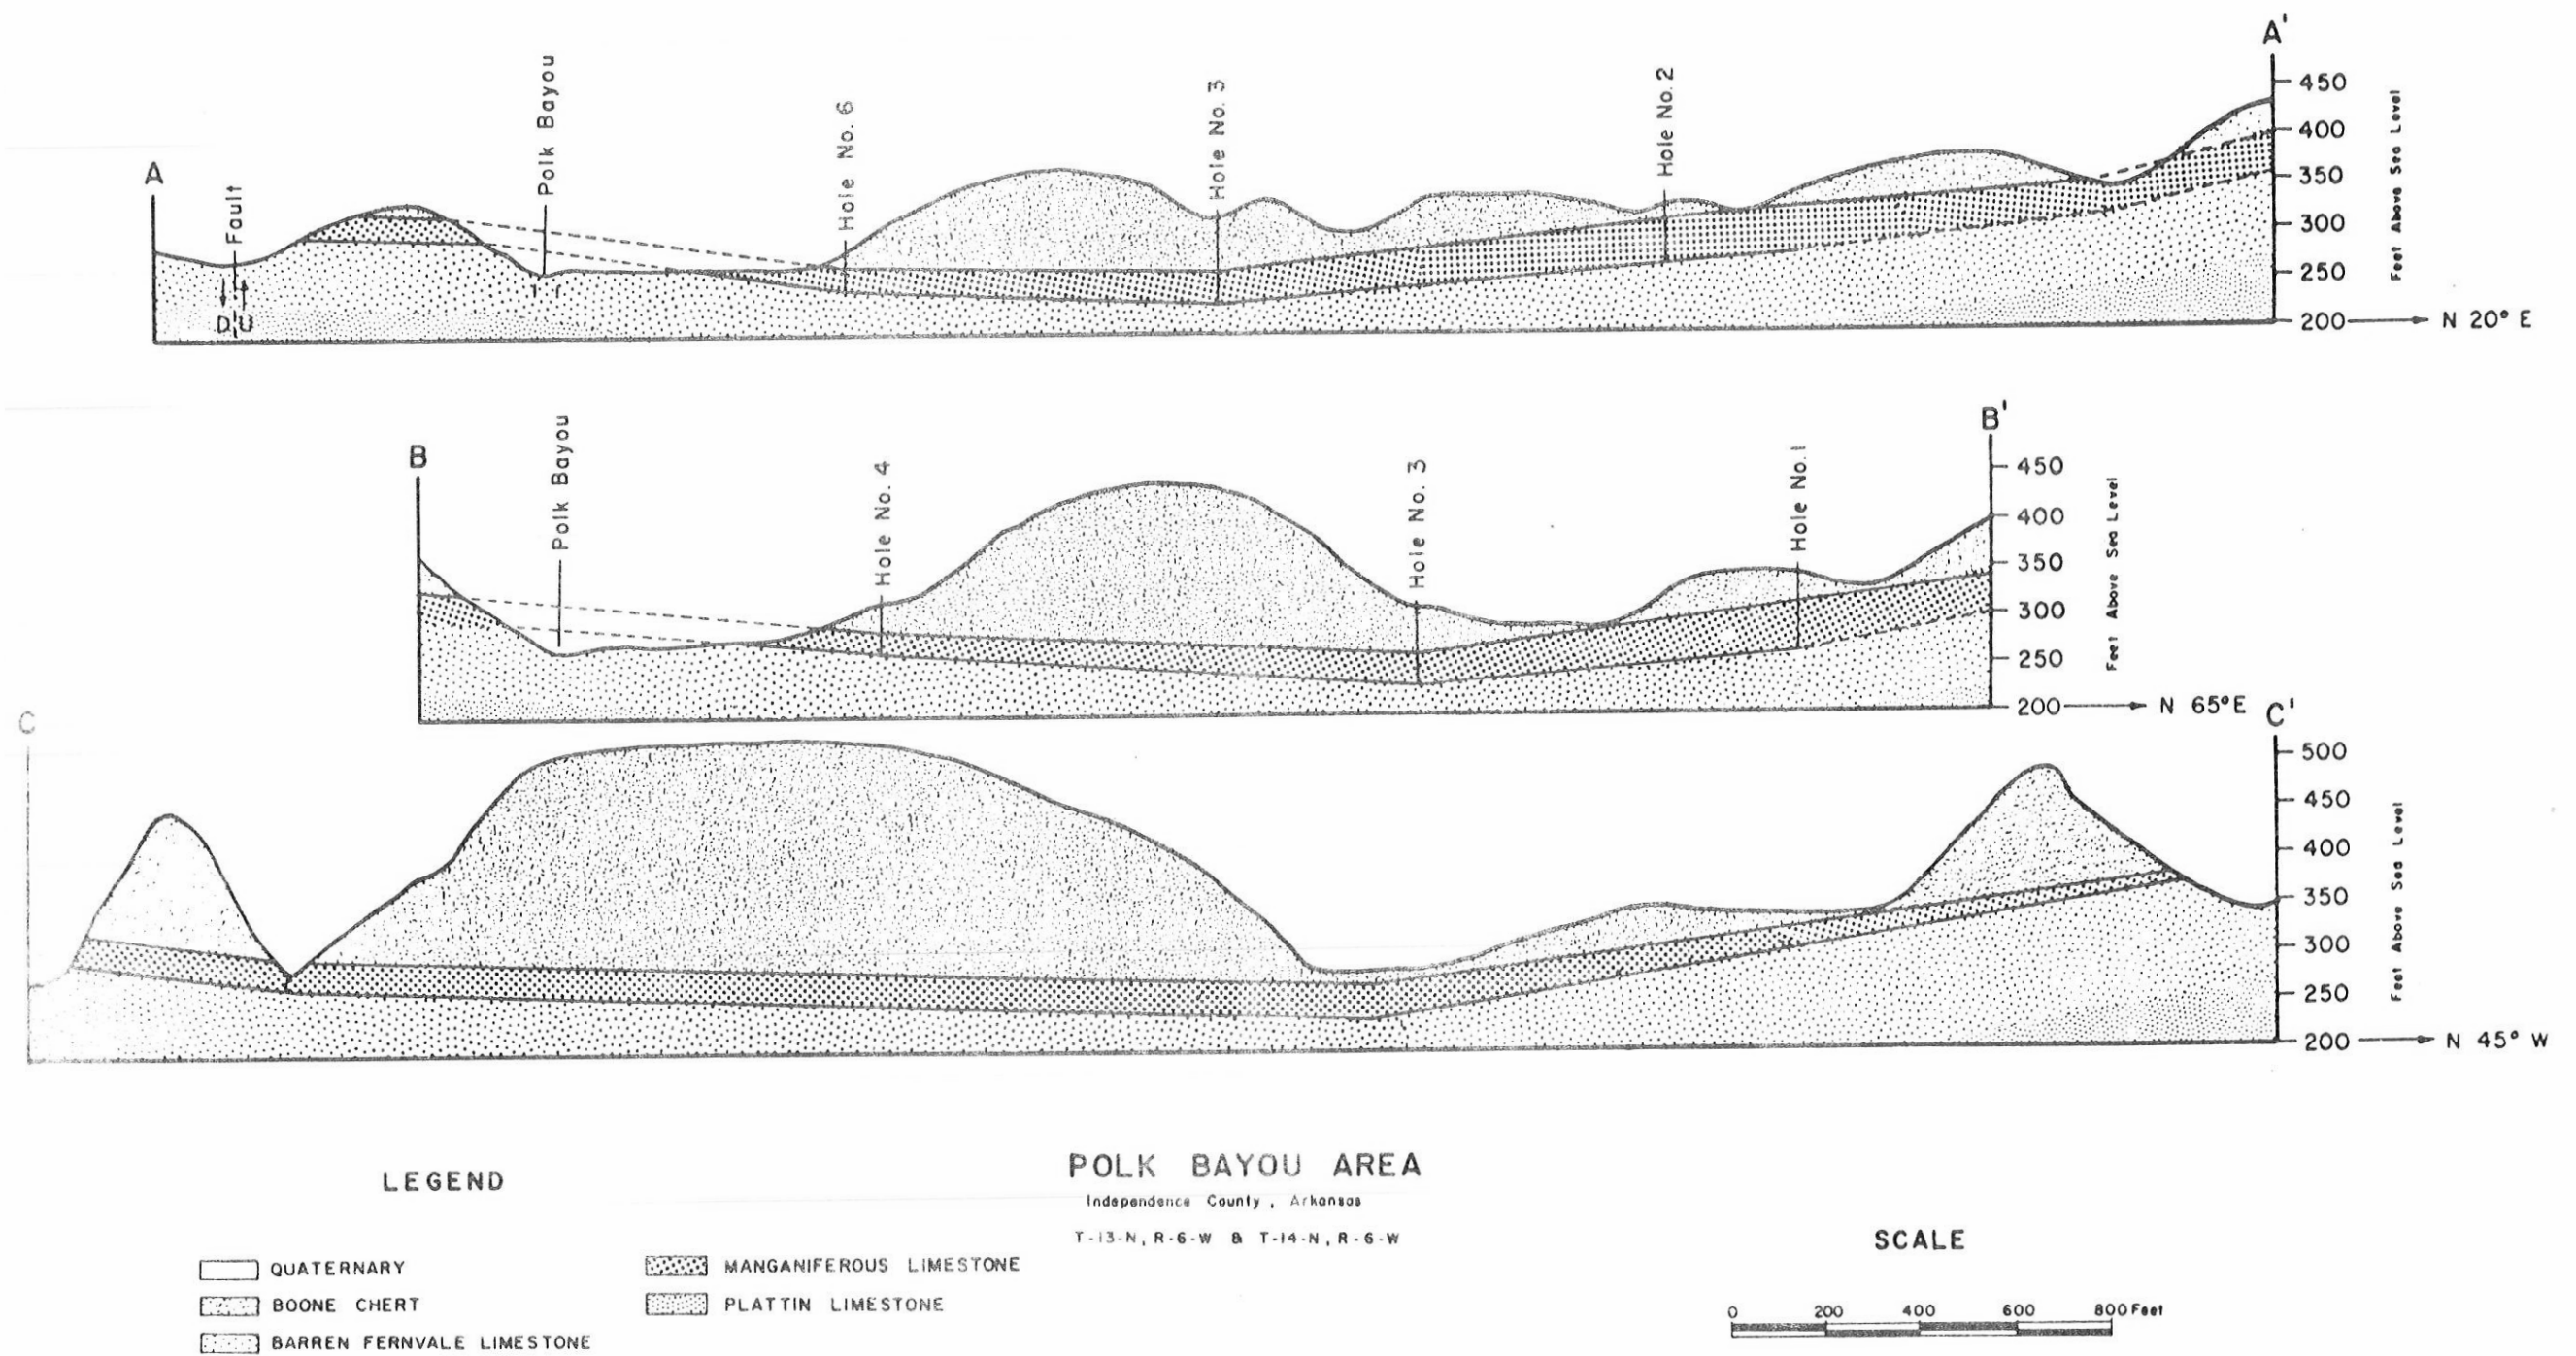 A
Fault
D U
Polk Bayou
Hole No. 6
Hole No. 3
Hole No. 2
A'
450
400
350
300
250
200
Feet Above Sea Level
N 20° E
B
Polk Bayou
Hole No. 4
Hole No. 3
Hole No. 1
B'
450
400
350
300
250
200
Feet Above Sea Level
N 65°E
C
C'
500
450
400
350
300
250
200
Feet Above Sea Level
N 45° W
POLK BAYOU AREA
Independence County, Arkansas
T-13-N, R-6-W & T-14-N, R-6-W
LEGEND
QUATERNARY
BOONE CHERT
BARREN FERNVALE LIMESTONE
MANGANIFEROUS LIMESTONE
PLATTIN LIMESTONE
SCALE
0 200 400 600 800 Feet